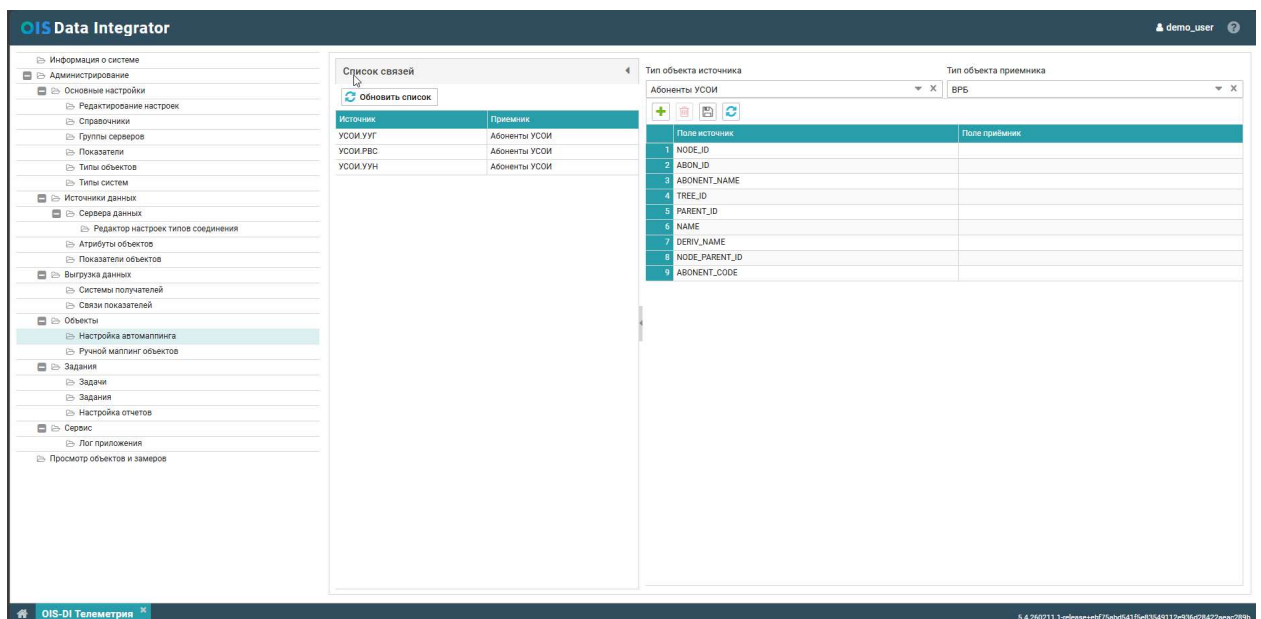 OIS Data Integrator
demo_user
Информация о системе
Администрирование
Основные настройки
Редактирование настроек
Справочники
Группы серверов
Показатели
Типы объектов
Типы систем
Источники данных
Сервера данных
Редактор настроек типов соединения
Атрибуты объектов
Показатели объектов
Выгрузка данных
Системы получателей
Связи показателей
Объекты
Настройка автомаппинга
Ручной маппинг объектов
Задания
Задачи
Задания
Настройка отчетов
Сервис
Лог приложения
Просмотр объектов и замеров
Список связей
Обновить список
Источник Приемник
УСОИ.УУГ Абоненты УСОИ
УСОИ.РВС Абоненты УСОИ
УСОИ.УУН Абоненты УСОИ
Тип объекта источника Тип объекта приемника
Абоненты УСОИ X ВРБ X
Поле источник Поле приёмник
1 NODE_ID
2 ABON_ID
3 ABONENT_NAME
4 TREE_ID
5 PARENT_ID
6 NAME
7 DERIV_NAME
8 NODE_PARENT_ID
9 ABONENT_CODE
OIS-DI Телеметрия